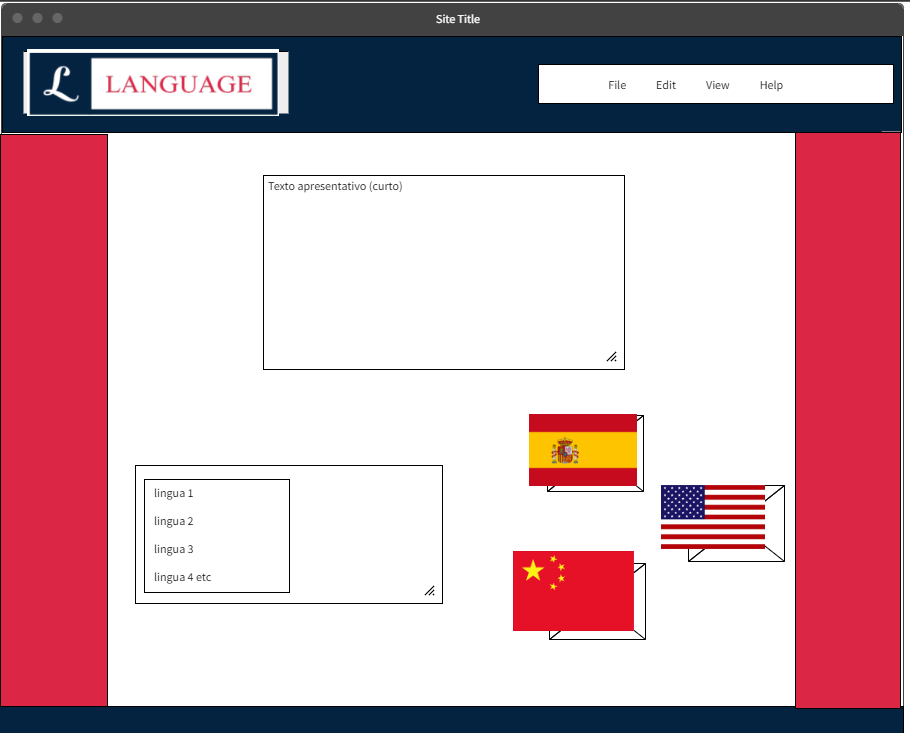 Site Title
L LANGUAGE
File Edit View Help
Texto apresentativo (curto)
lingua 1
lingua 2
lingua 3
lingua 4 etc